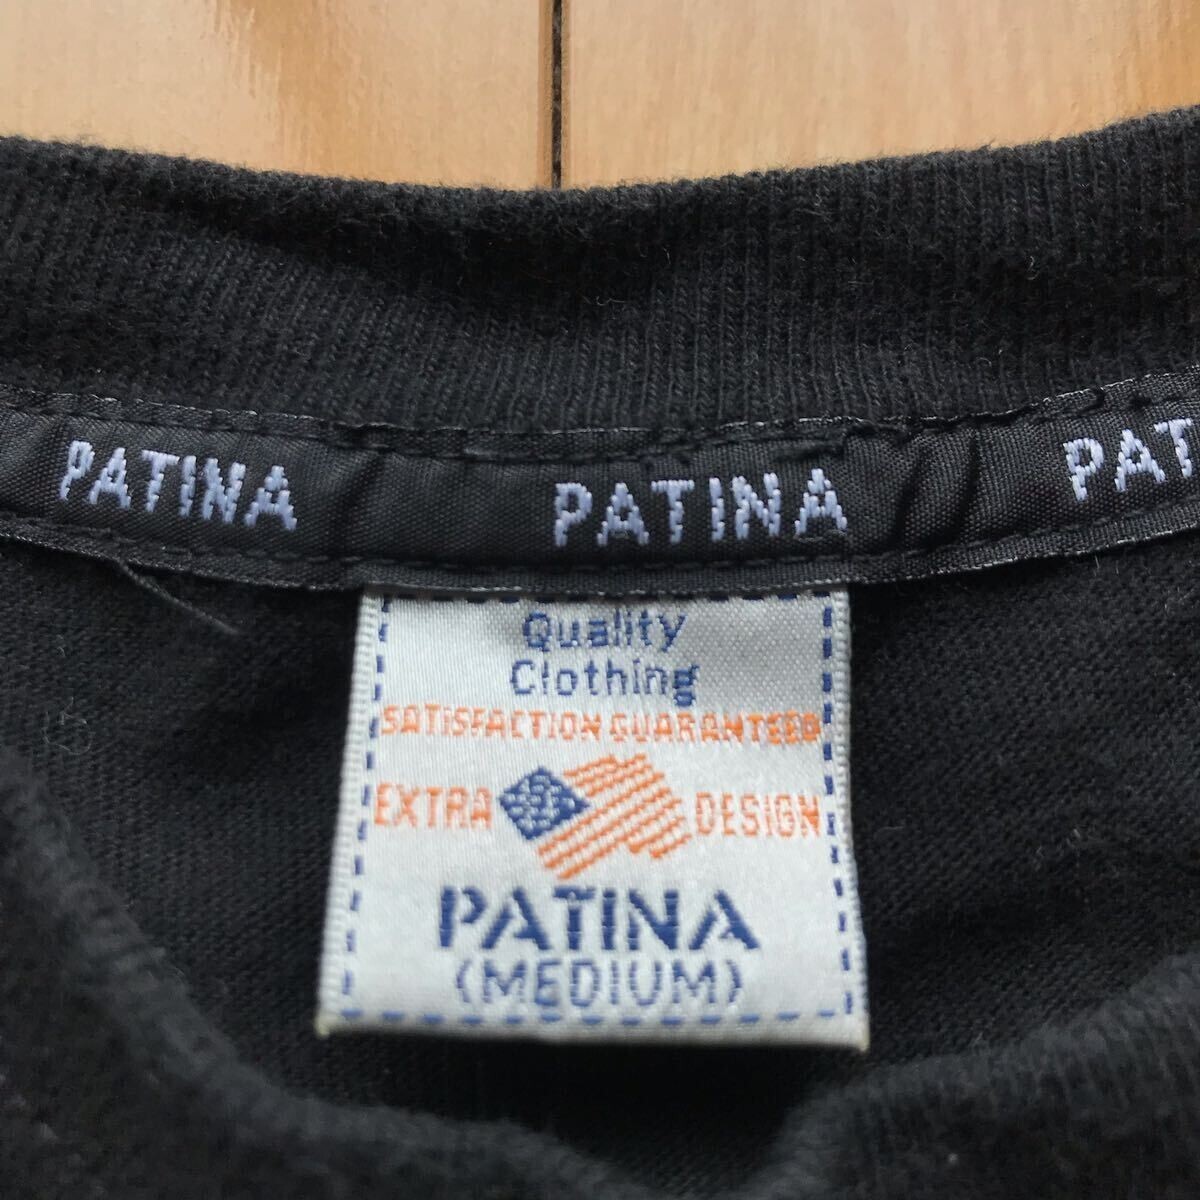 PATINA PATINA PAT
Quality
Clothing
SATISFACTION GUARANTEED
EXTRA DESIGN
PATINA
(MEDIUM)